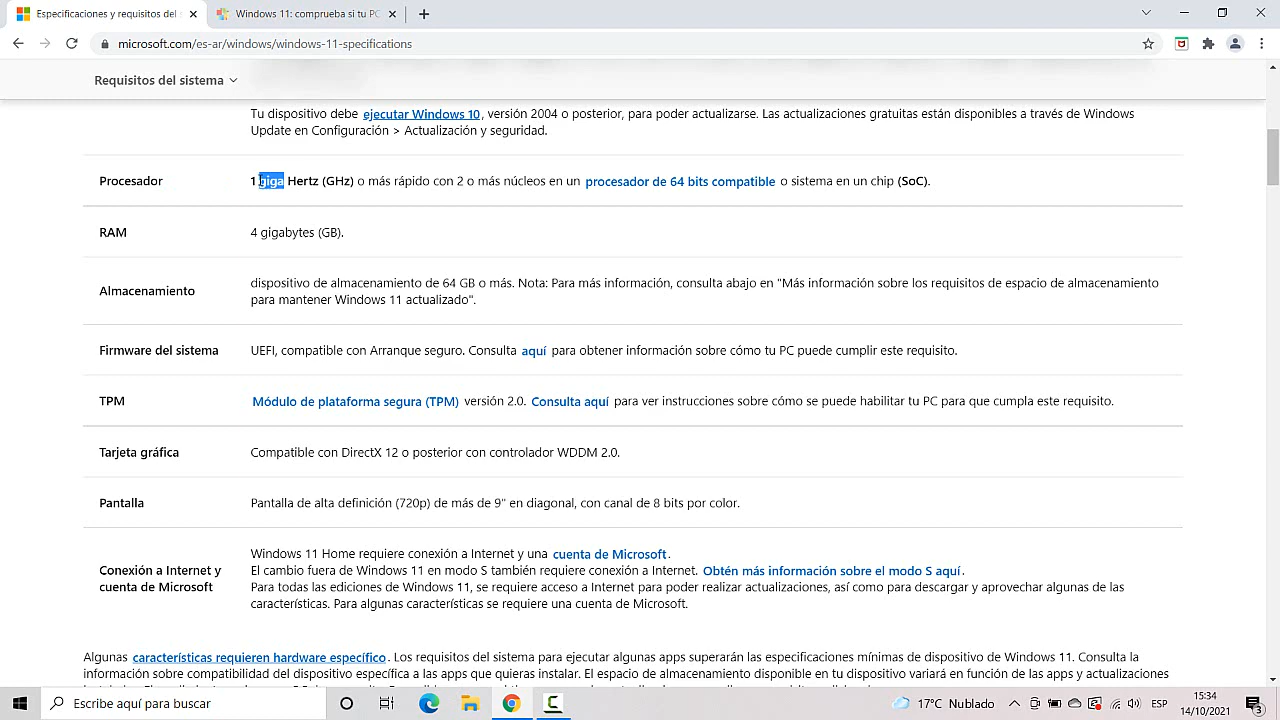 Especificaciones y requisitos del
Windows 11: comprueba si tu PC
microsoft.com/es-ar/windows/windows-11-specifications
Requisitos del sistema
Tu dispositivo debe ejecutar Windows 10, versión 2004 o posterior, para poder actualizarse. Las actualizaciones gratuitas están disponibles a través de Windows
Update en Configuración > Actualización y seguridad.
Procesador
1 giga Hertz (GHz) o más rápido con 2 o más núcleos en un procesador de 64 bits compatible o sistema en un chip (SoC).
RAM
4 gigabytes (GB).
Almacenamiento
dispositivo de almacenamiento de 64 GB o más. Nota: Para más información, consulta abajo en "Más información sobre los requisitos de espacio de almacenamiento
para mantener Windows 11 actualizado".
Firmware del sistema
UEFI, compatible con Arranque seguro. Consulta aquí para obtener información sobre cómo tu PC puede cumplir este requisito.
TPM
Módulo de plataforma segura (TPM) versión 2.0. Consulta aquí para ver instrucciones sobre cómo se puede habilitar tu PC para que cumpla este requisito.
Tarjeta gráfica
Compatible con DirectX 12 o posterior con controlador WDDM 2.0.
Pantalla
Pantalla de alta definición (720p) de más de 9" en diagonal, con canal de 8 bits por color.
Conexión a Internet y
cuenta de Microsoft
Windows 11 Home requiere conexión a Internet y una cuenta de Microsoft.
El cambio fuera de Windows 11 en modo S también requiere conexión a Internet. Obtén más información sobre el modo S aquí.
Para todas las ediciones de Windows 11, se requiere acceso a Internet para poder realizar actualizaciones, así como para descargar y aprovechar algunas de las
características. Para algunas características se requiere una cuenta de Microsoft.
Algunas características requieren hardware específico. Los requisitos del sistema para ejecutar algunas apps superarán las especificaciones mínimas de dispositivo de Windows 11. Consulta la
información sobre compatibilidad del dispositivo específica a las apps que quieras instalar. El espacio de almacenamiento disponible en tu dispositivo variará en función de las apps y actualizaciones
Escribe aquí para buscar
17°C Nublado
ESP
15:34
14/10/2021
3